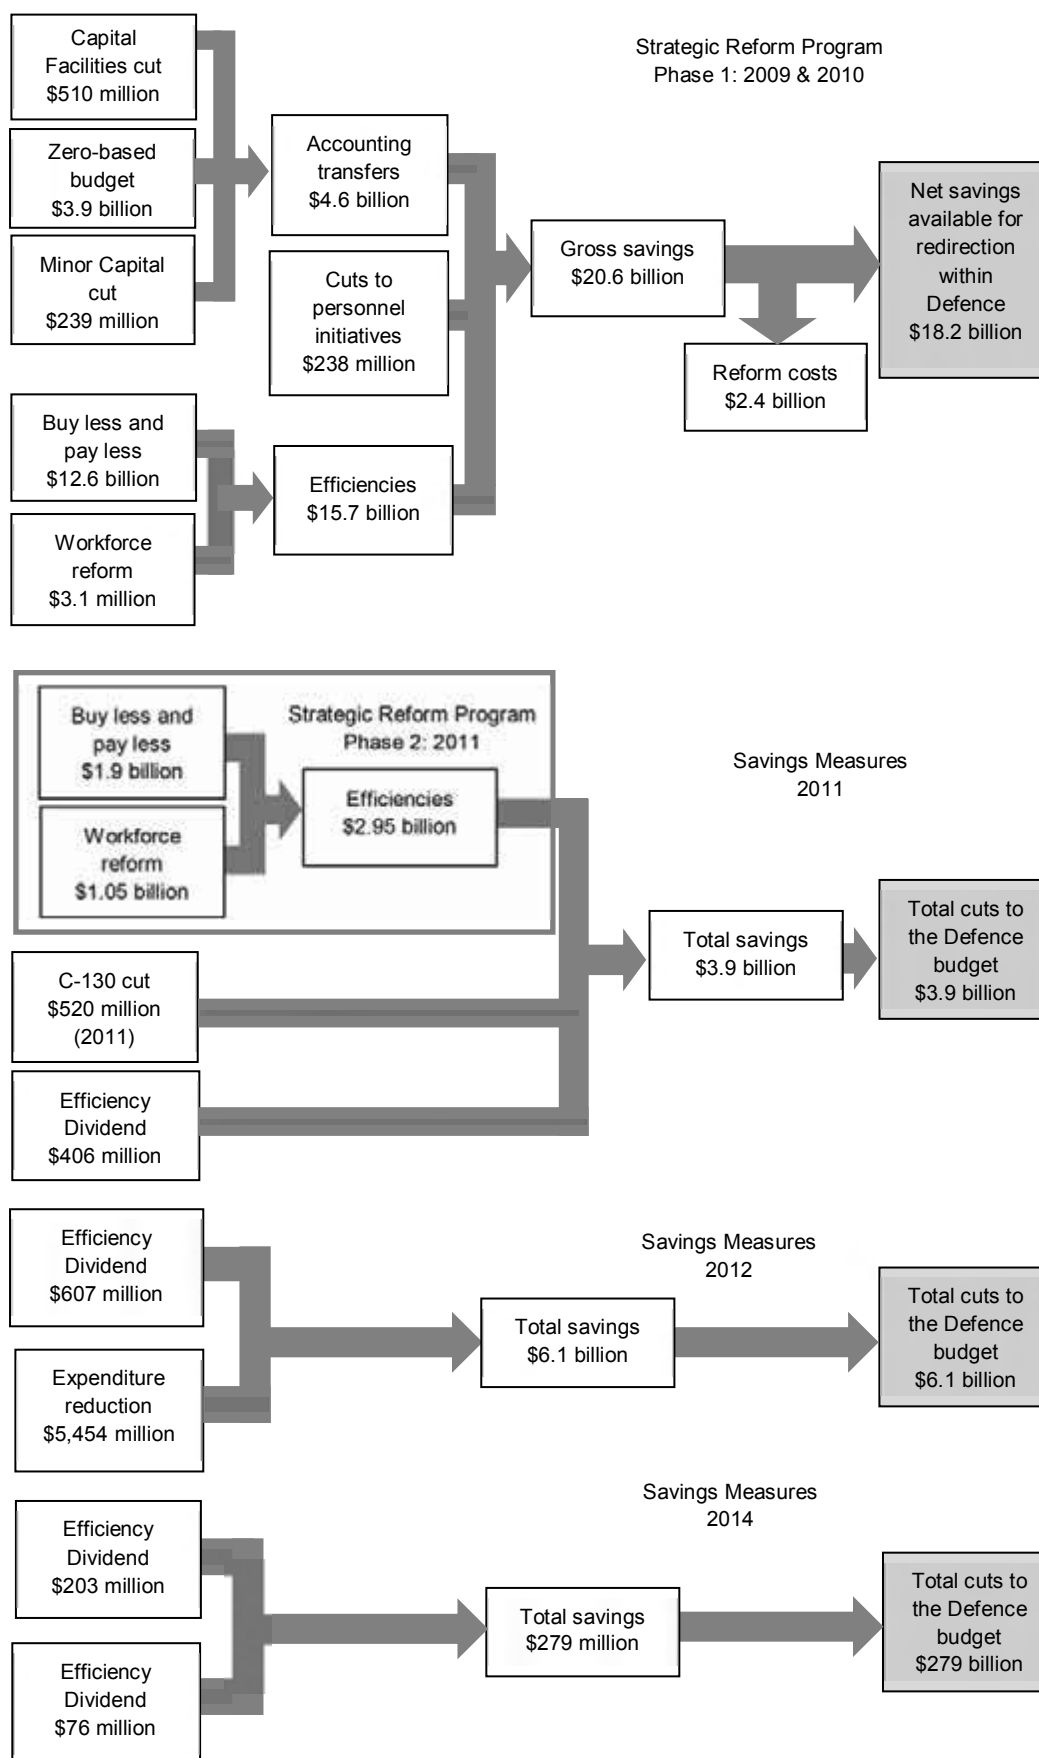 Strategic Reform Program
Phase 1: 2009 & 2010
Capital
Facilities cut
$510 million
Zero-based
budget
$3.9 billion
Minor Capital
cut
$239 million
Accounting
transfers
$4.6 billion
Cuts to
personnel
initiatives
$238 million
Buy less and
pay less
$12.6 billion
Workforce
reform
$3.1 million
Efficiencies
$15.7 billion
Gross savings
$20.6 billion
Reform costs
$2.4 billion
Net savings
available for
redirection
within
Defence
$18.2 billion
Buy less and
pay less
$1.9 billion
Workforce
reform
$1.05 billion
Strategic Reform Program
Phase 2: 2011
Efficiencies
$2.95 billion
Savings Measures
2011
C-130 cut
$520 million
(2011)
Efficiency
Dividend
$406 million
Total savings
$3.9 billion
Total cuts to
the Defence
budget
$3.9 billion
Efficiency
Dividend
$607 million
Expenditure
reduction
$5,454 million
Savings Measures
2012
Total savings
$6.1 billion
Total cuts to
the Defence
budget
$6.1 billion
Efficiency
Dividend
$203 million
Efficiency
Dividend
$76 million
Savings Measures
2014
Total savings
$279 million
Total cuts to
the Defence
budget
$279 billion